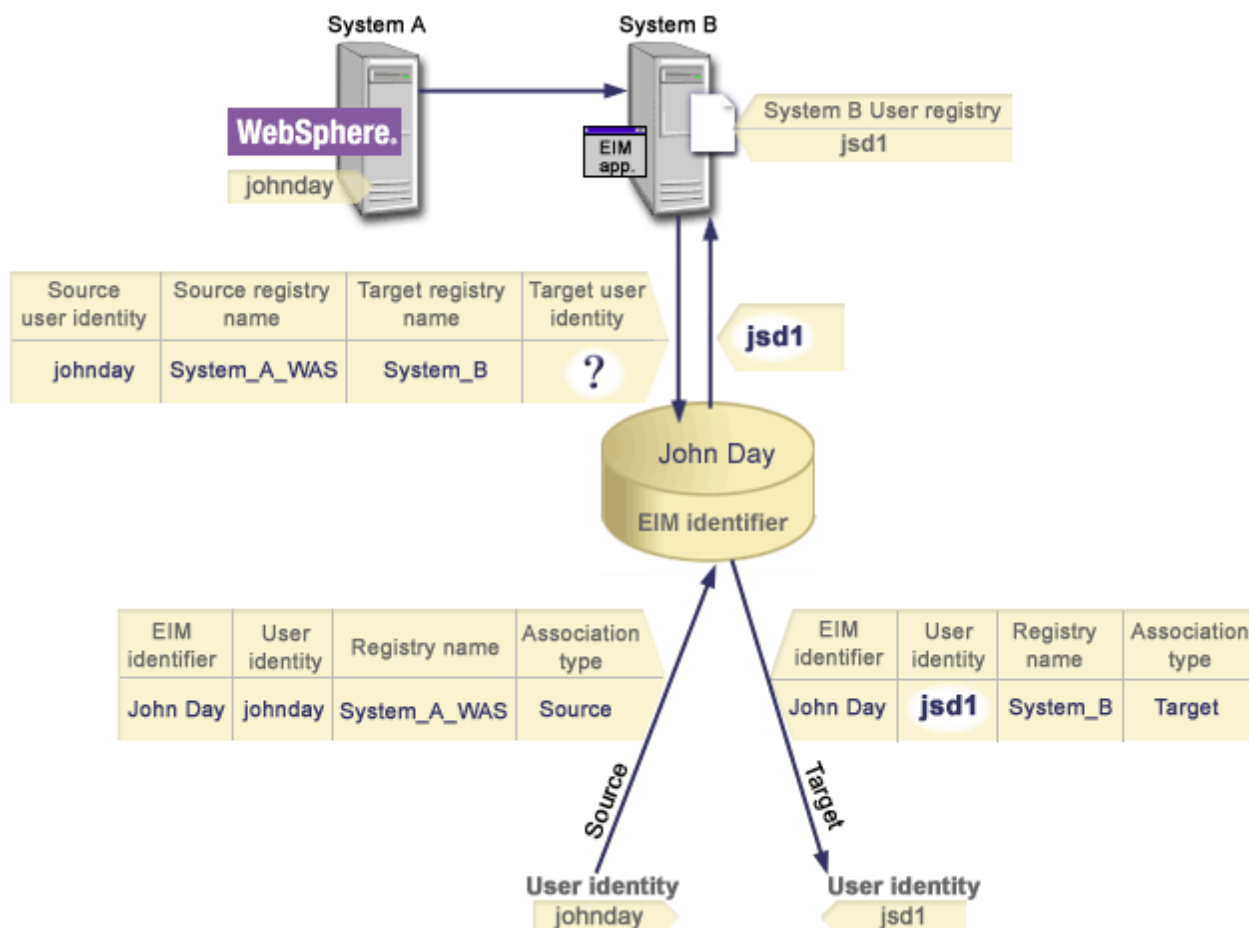 System A
System B
WebSphere.
johnday
EIM
app.
System B User registry
jsd1
Source
user identity
Source registry
name
Target registry
name
Target user
identity
johnday
System_A_WAS
System_B
?
jsd1
John Day
EIM identifier
EIM
identifier
User
identity
Registry name
Association
type
John Day
johnday
System_A_WAS
Source
EIM
identifier
User
identity
Registry
name
Association
type
John Day
jsd1
System_B
Target
Source
Target
User identity
johnday
User identity
jsd1